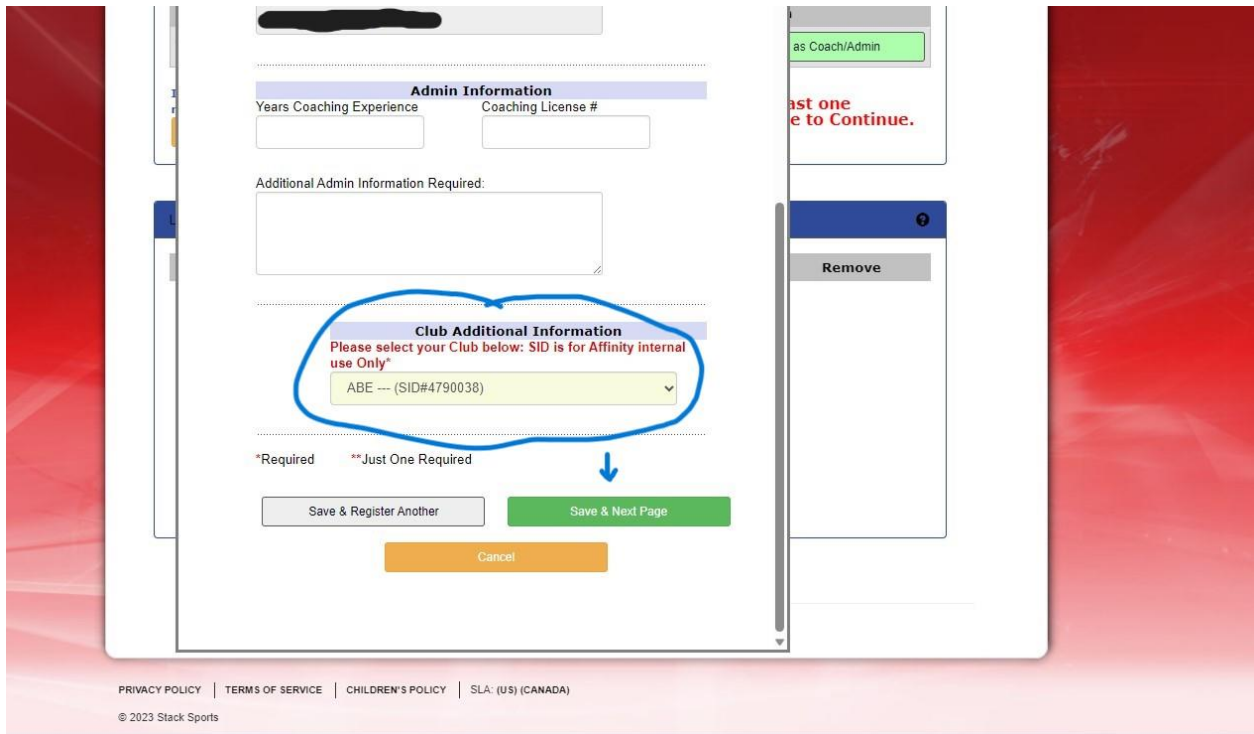 as Coach/Admin
Admin Information
Years Coaching Experience Coaching License #
ast one
e to Continue.
Additional Admin Information Required:
Remove
Club Additional Information
Please select your Club below: SID is for Affinity internal
use Only*
ABE --- (SID#4790038)
*Required **Just One Required
Save & Register Another Save & Next Page
Cancel
PRIVACY POLICY TERMS OF SERVICE CHILDREN'S POLICY SLA: (US) (CANADA)
© 2023 Stack Sports